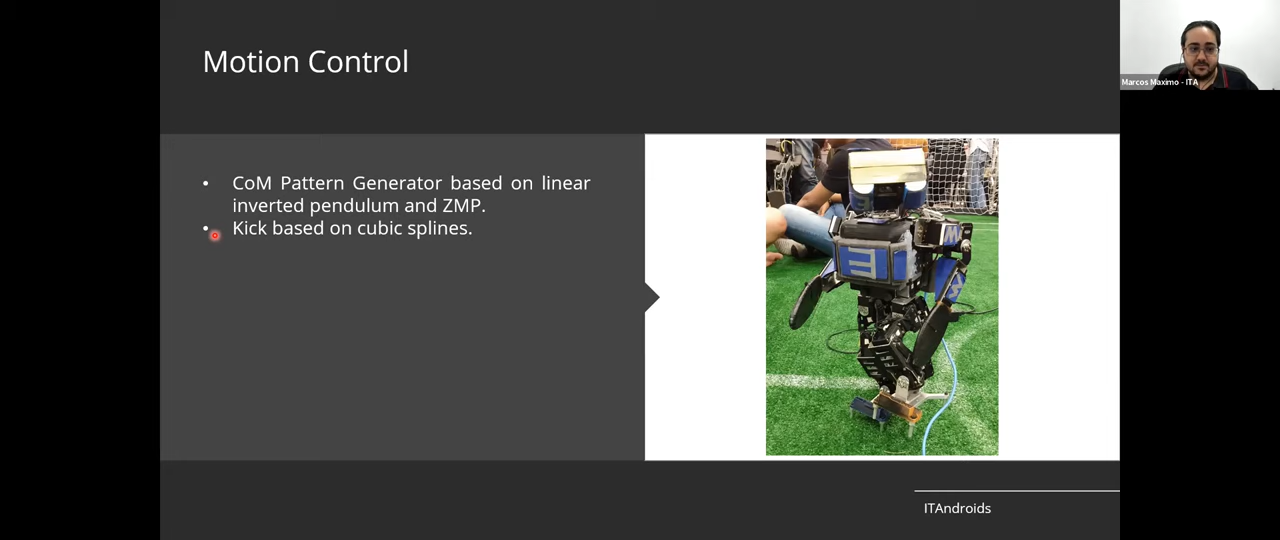 Motion Control
Marcos Maximo - ITA
• CoM Pattern Generator based on linear
inverted pendulum and ZMP.
• Kick based on cubic splines.
ITAndroids